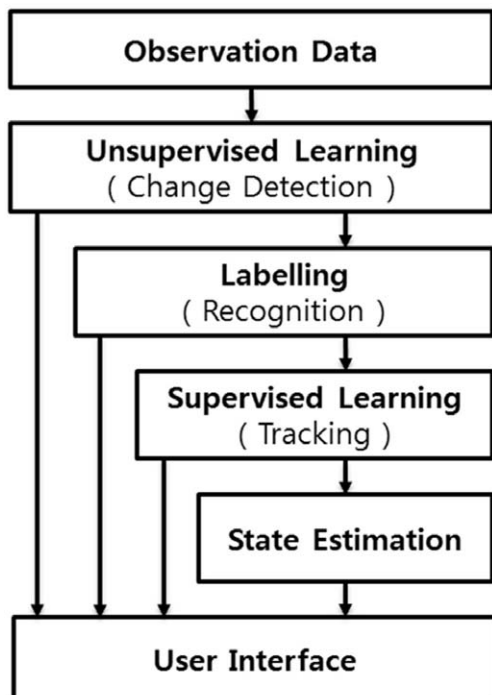 Observation Data
Unsupervised Learning
( Change Detection )
Labelling
( Recognition )
Supervised Learning
( Tracking )
State Estimation
User Interface